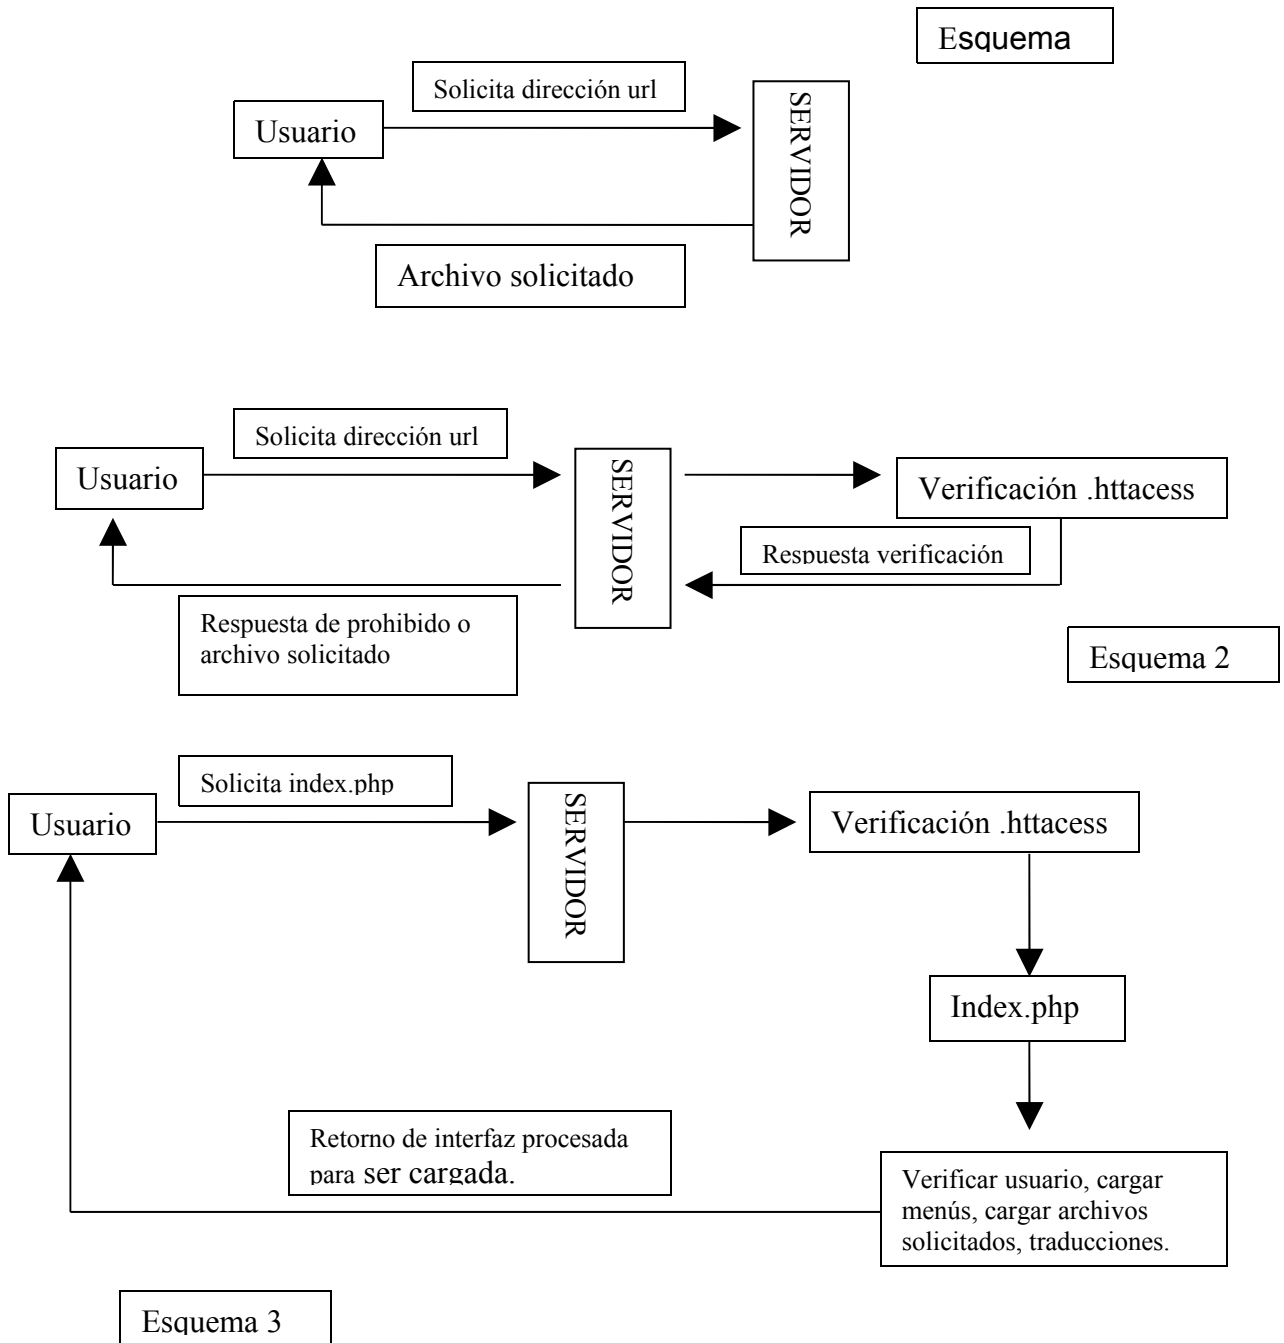 Esquema
Solicita dirección url
Usuario
SERVIDOR
Archivo solicitado
Solicita dirección url
Usuario
SERVIDOR
Verificación .httacess
Respuesta verificación
Respuesta de prohibido o
archivo solicitado
Esquema 2
Solicita index.php
Usuario
SERVIDOR
Verificación .httacess
Index.php
Retorno de interfaz procesada
para ser cargada.
Verificar usuario, cargar
menús, cargar archivos
solicitados, traducciones.
Esquema 3